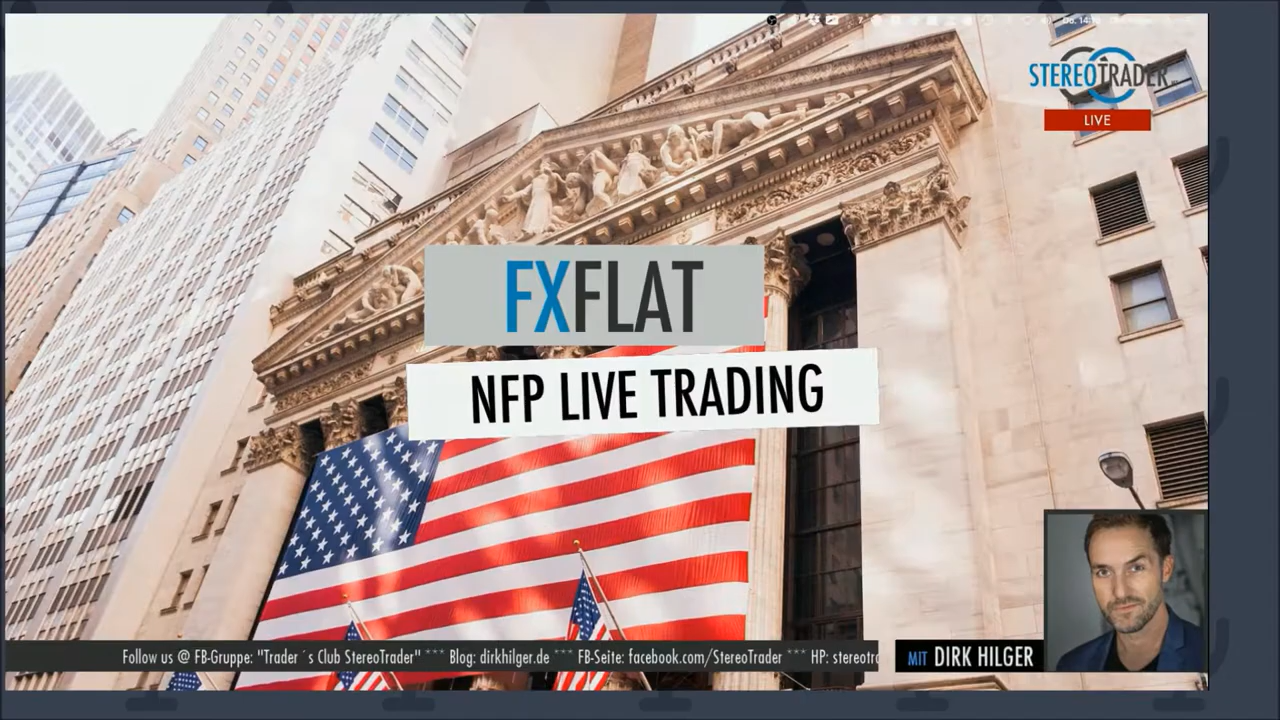 STEREOTRADER
LIVE
FXFLAT
NFP LIVE TRADING
Follow us @ FB-Gruppe: "Trader ´s Club StereoTrader" *** Blog: dirkhilger.de *** FB-Seite: facebook.com/StereoTrader *** HP: stereotr
MIT DIRK HILGER